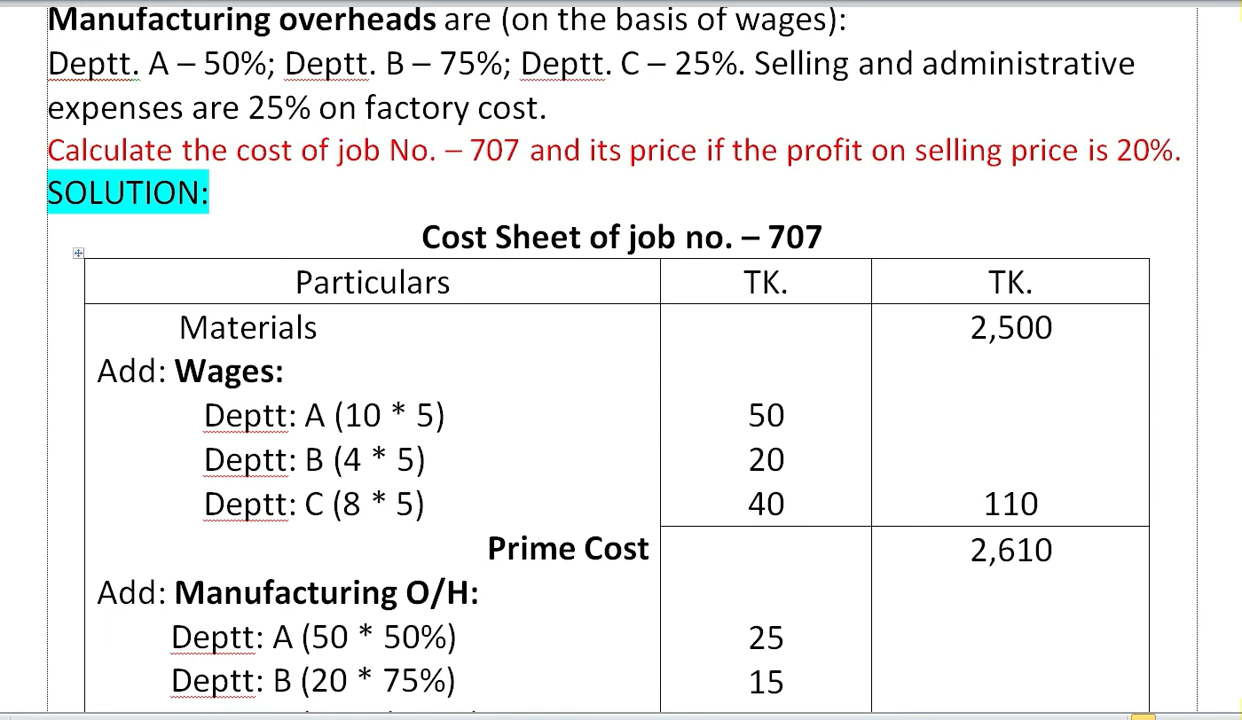 Manufacturing overheads are (on the basis of wages):
Deptt. A – 50%; Deptt. B – 75%; Deptt. C – 25%. Selling and administrative
expenses are 25% on factory cost.
Calculate the cost of job No. – 707 and its price if the profit on selling price is 20%.
SOLUTION:
Cost Sheet of job no. – 707
Particulars TK. TK.
Materials 2,500
Add: Wages:
Deptt: A (10 * 5) 50
Deptt: B (4 * 5) 20
Deptt: C (8 * 5) 40 110
Prime Cost 2,610
Add: Manufacturing O/H:
Deptt: A (50 * 50%) 25
Deptt: B (20 * 75%) 15